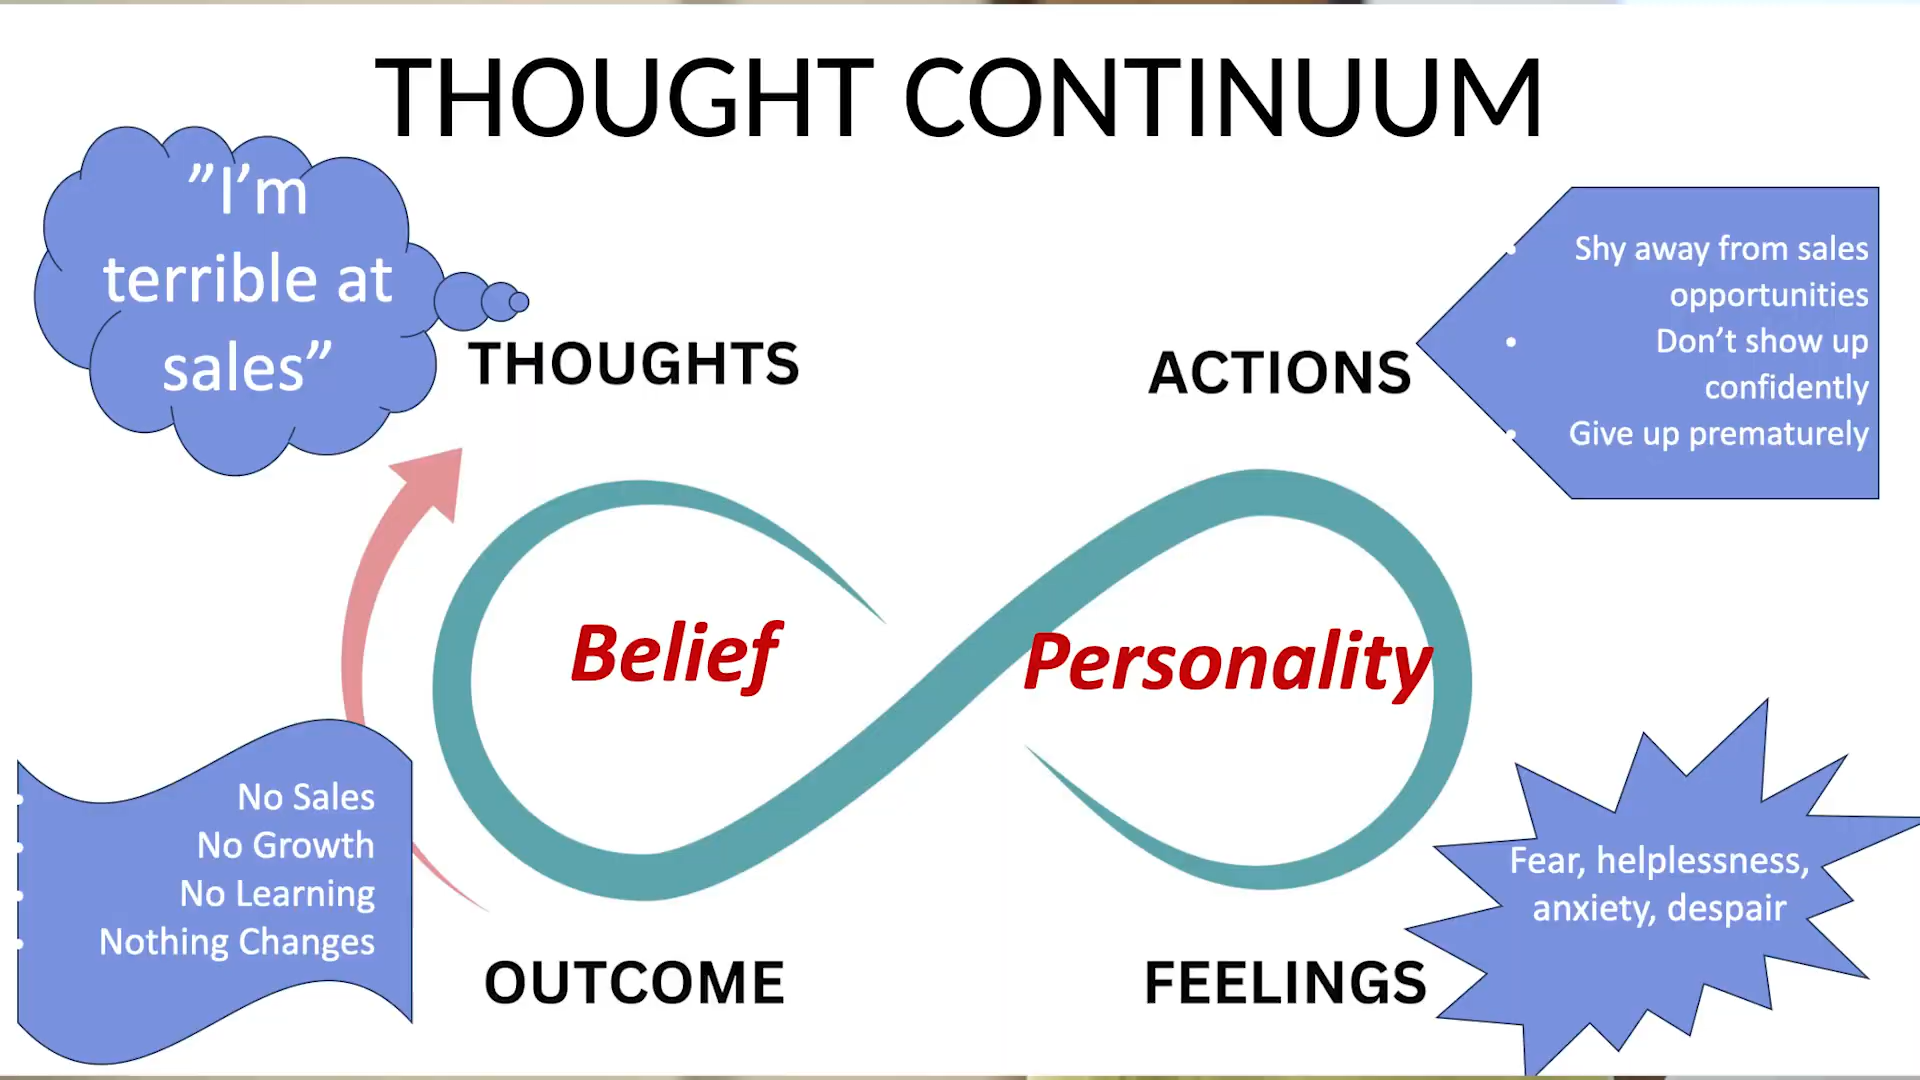 THOUGHT CONTINUUM
”I’m
terrible at
sales”
THOUGHTS
ACTIONS
• Shy away from sales
opportunities
• Don’t show up
confidently
• Give up prematurely
Belief
Personality
• No Sales
• No Growth
• No Learning
• Nothing Changes
OUTCOME
FEELINGS
Fear, helplessness,
anxiety, despair